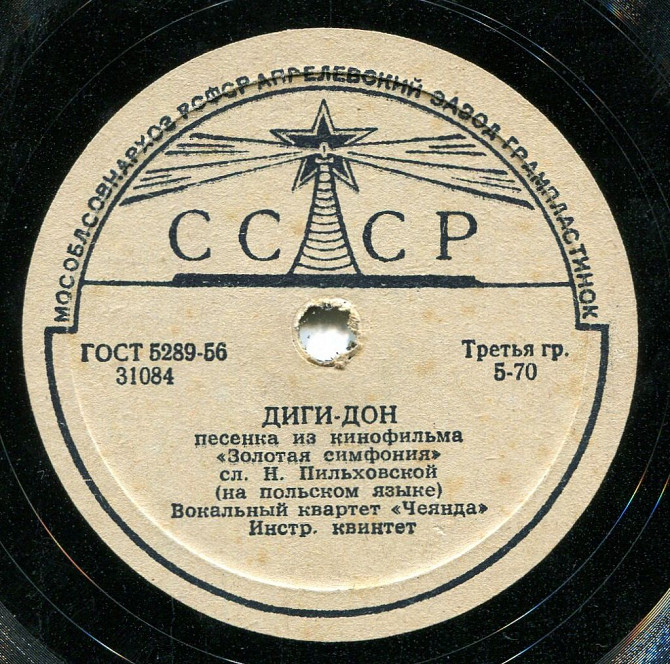 МОСОБЛСОВНАРХОЗ РСФСР АПРЕЛЕВСКИЙ ЗАВОД ГРАМПЛАСТИНОК
СССР
ГОСТ 5289-56
31084
Третья гр.
5-70
ДИГИ-ДОН
песенка из кинофильма
«Золотая симфония»
сл. Н. Пильховской
(на польском языке)
Вокальный квартет «Чеянда»
Инстр. квинтет